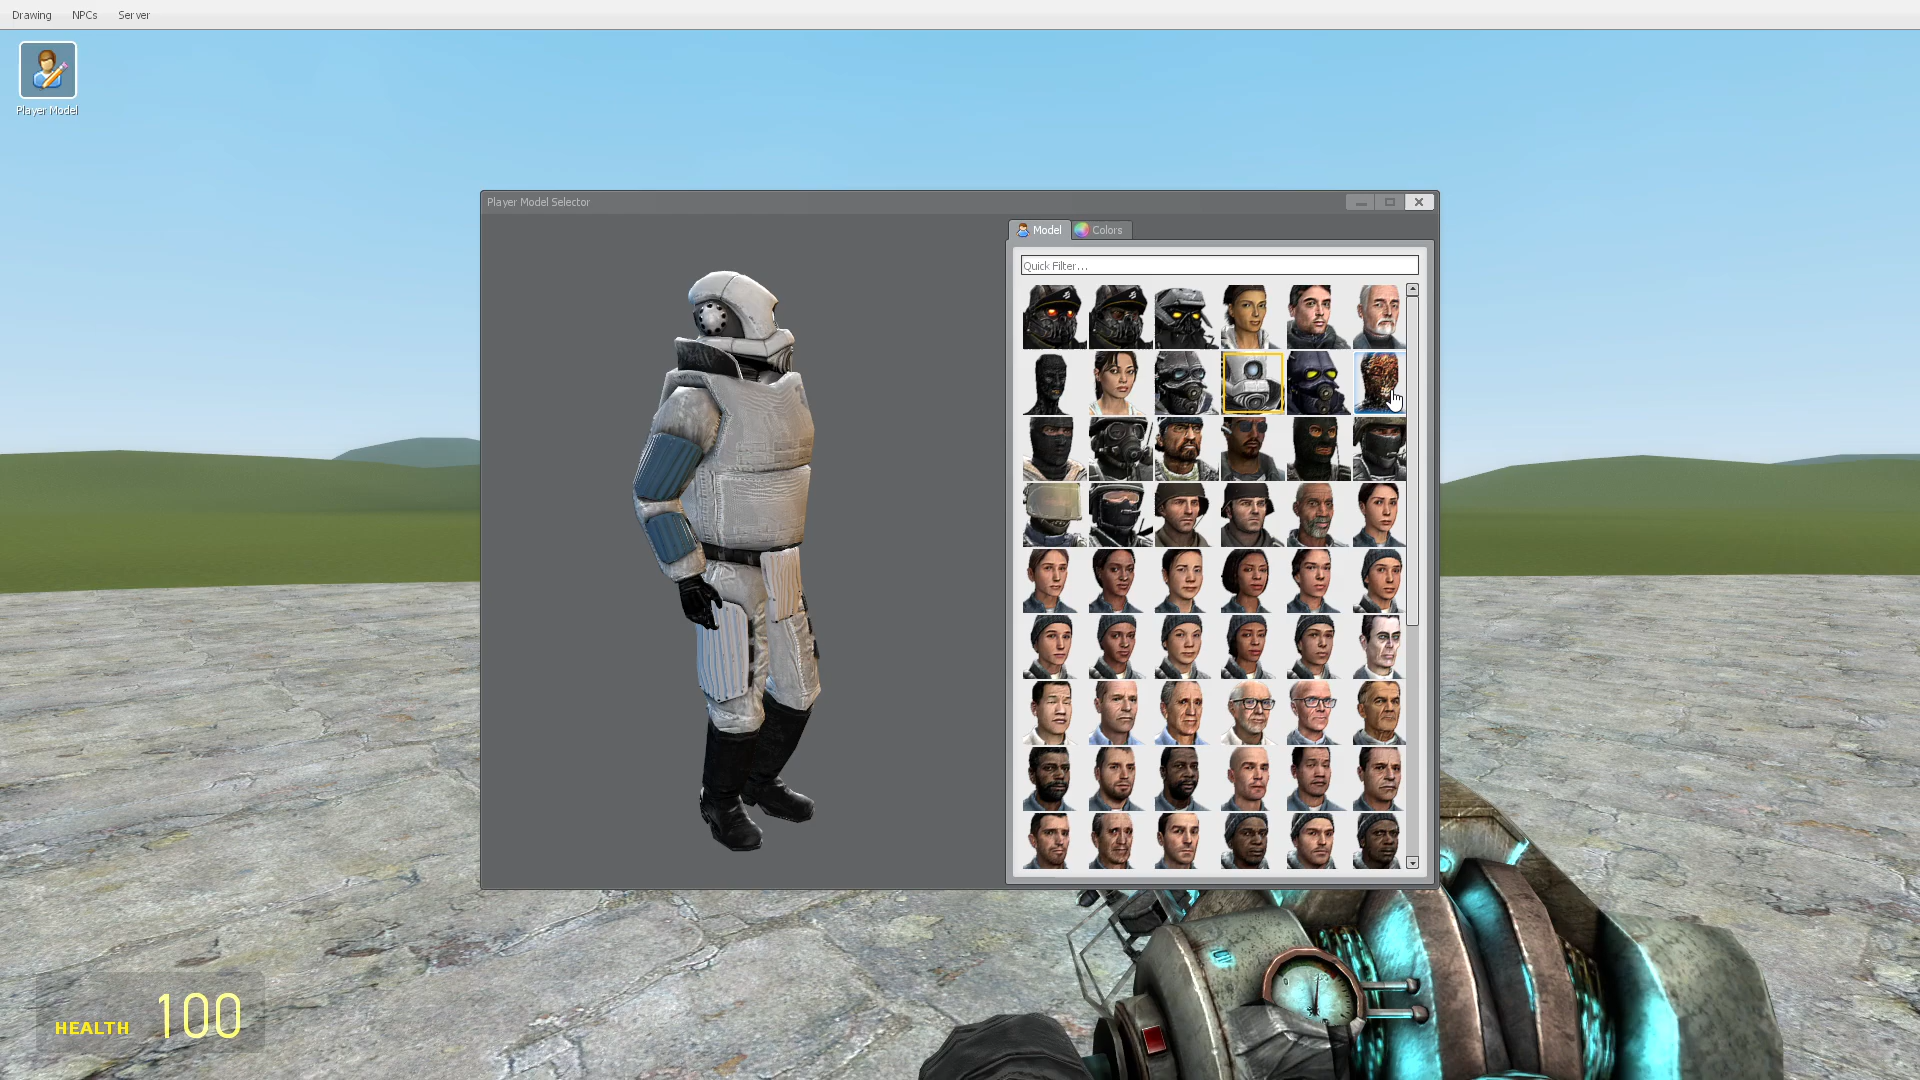 Drawing NPCs Server
Player Model
Player Model Selector
Model Colors
Quick Filter...
HEALTH 100